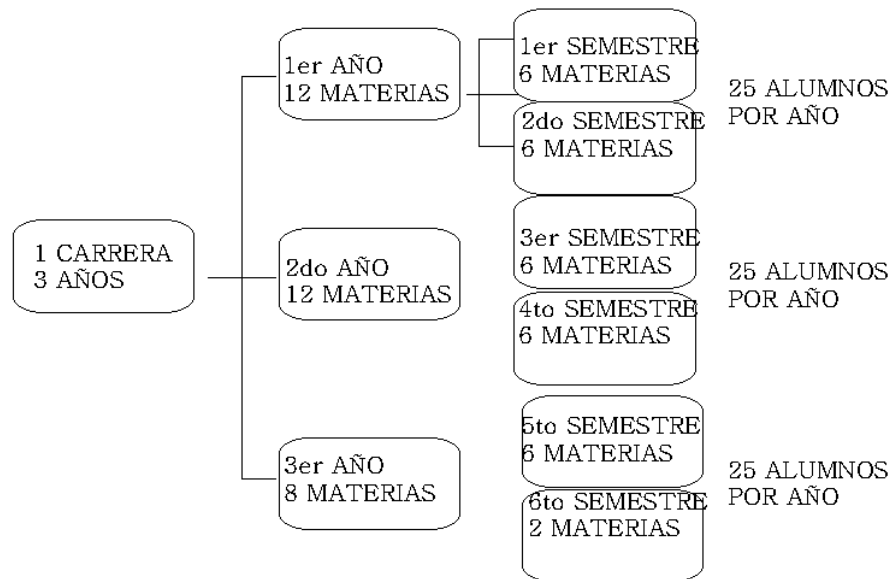 1 CARRERA
3 AÑOS
1er AÑO
12 MATERIAS
1er SEMESTRE
6 MATERIAS
2do SEMESTRE
6 MATERIAS
25 ALUMNOS
POR AÑO
2do AÑO
12 MATERIAS
3er SEMESTRE
6 MATERIAS
4to SEMESTRE
6 MATERIAS
25 ALUMNOS
POR AÑO
3er AÑO
8 MATERIAS
5to SEMESTRE
6 MATERIAS
6to SEMESTRE
2 MATERIAS
25 ALUMNOS
POR AÑO